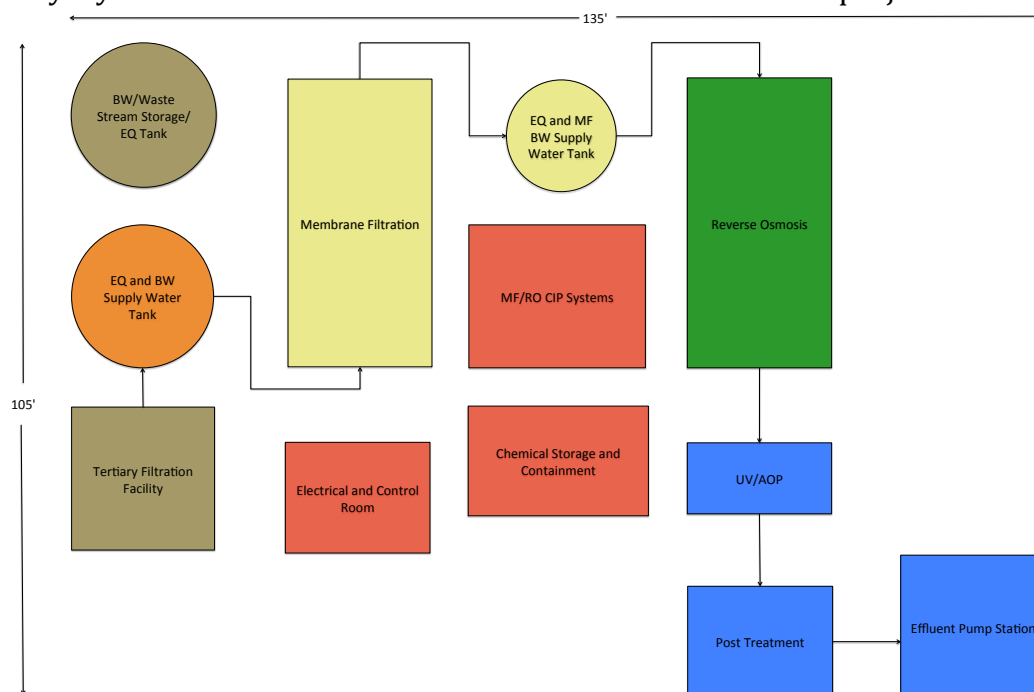 135'
BW/Waste
Stream Storage/
EQ Tank
EQ and MF
BW Supply
Water Tank
Membrane Filtration
Reverse Osmosis
EQ and BW
Supply Water
Tank
MF/RO CIP Systems
105'
Tertiary Filtration
Facility
Electrical and Control
Room
Chemical Storage and
Containment
UV/AOP
Post Treatment
Effluent Pump Station